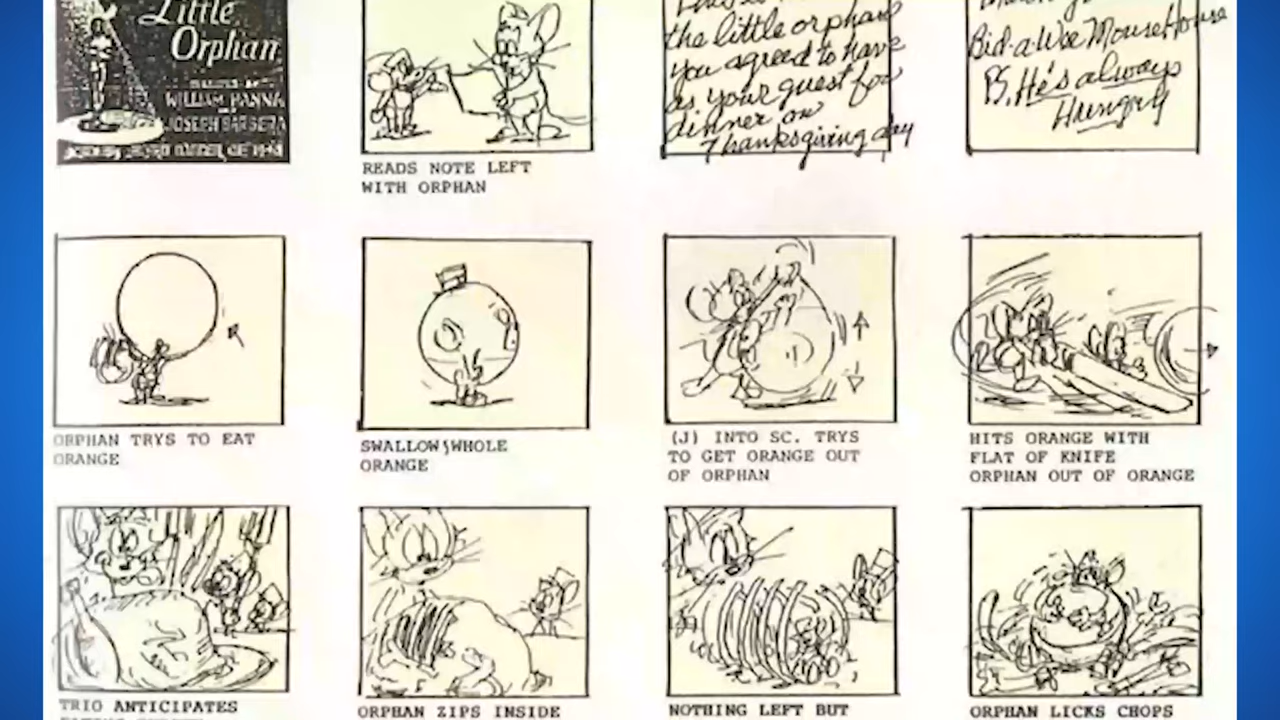 Little
Orphan
WILLIAM HANNA
JOSEPH BARBERA
READS NOTE LEFT
WITH ORPHAN
the little orphan
you agreed to have
as your guest for
dinner on
Thanksgiving day
Bid-a-Wee MouseHouse
PS. He's always
Hungry
ORPHAN TRYS TO EAT
ORANGE
SWALLOWS WHOLE
ORANGE
(J) INTO SC. TRYS
TO GET ORANGE OUT
OF ORPHAN
HITS ORANGE WITH
FLAT OF KNIFE
ORPHAN OUT OF ORANGE
TRIO ANTICIPATES
ORPHAN ZIPS INSIDE
NOTHING LEFT BUT
ORPHAN LICKS CHOPS